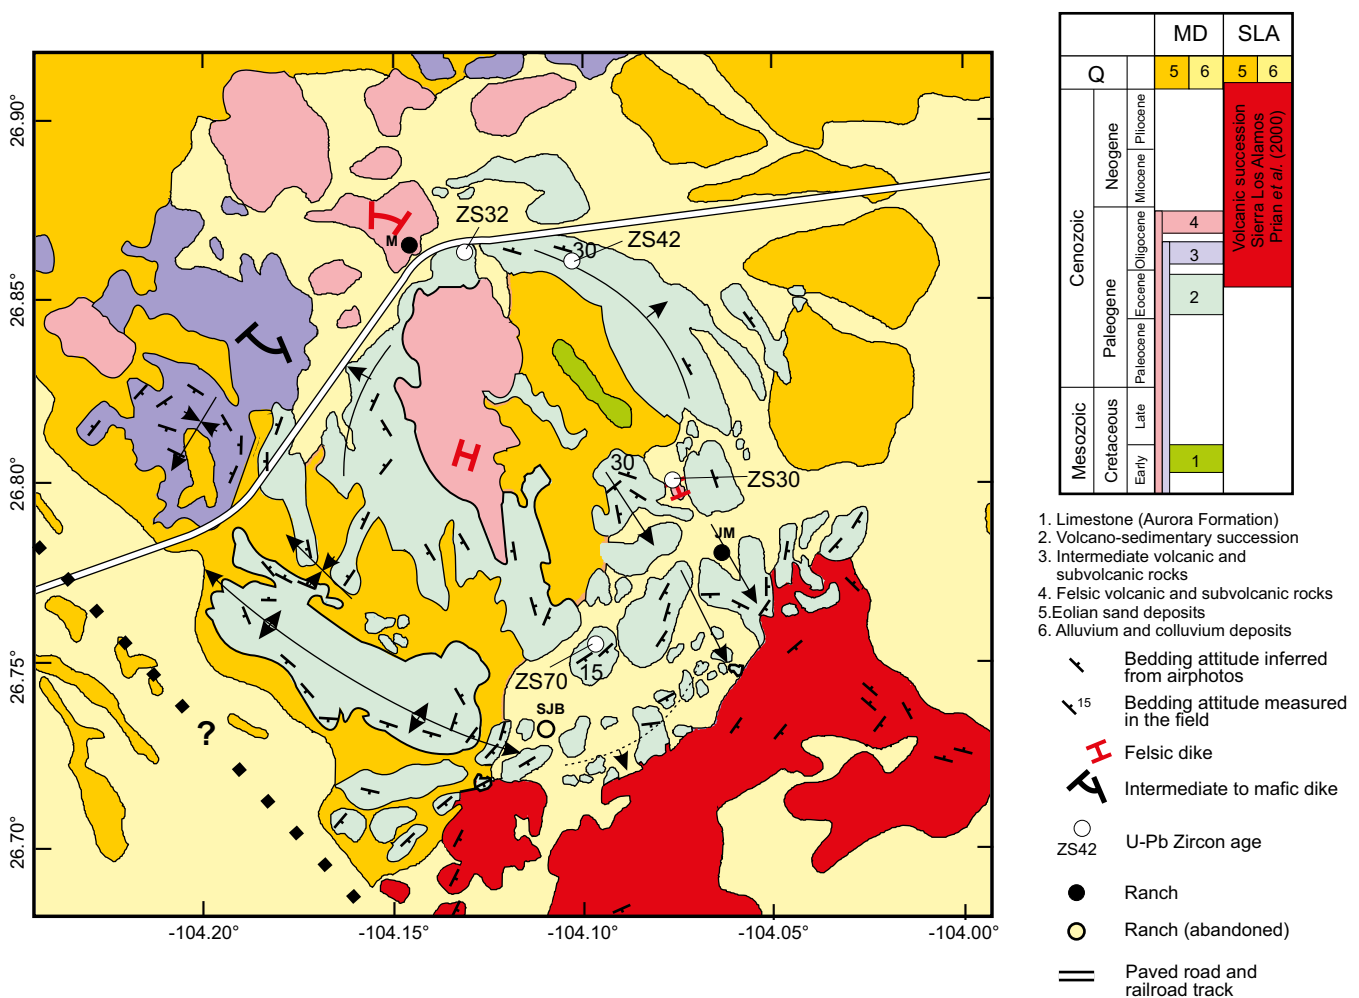 26.90°
26.85°
26.80°
26.75°
26.70°
-104.20°
-104.15°
-104.10°
-104.05°
-104.00°
ZS32
M
30
ZS42
30
ZS30
JM
15
ZS70
SJB
?
MD
SLA
Q
5
6
5
6
Cenozoic
Neogene
Pliocene
Miocene
Paleogene
Oligocene
Eocene
Paleocene
Mesozoic
Cretaceous
Late
Early
4
3
2
1
Volcanic succession
Sierra Los Alamos
Prian et al. (2000)
1. Limestone (Aurora Formation)
2. Volcano-sedimentary succession
3. Intermediate volcanic and
subvolcanic rocks
4. Felsic volcanic and subvolcanic rocks
5.Eolian sand deposits
6. Alluvium and colluvium deposits
Bedding attitude inferred
from airphotos
15
Bedding attitude measured
in the field
Felsic dike
Intermediate to mafic dike
ZS42
U-Pb Zircon age
Ranch
Ranch (abandoned)
Paved road and
railroad track